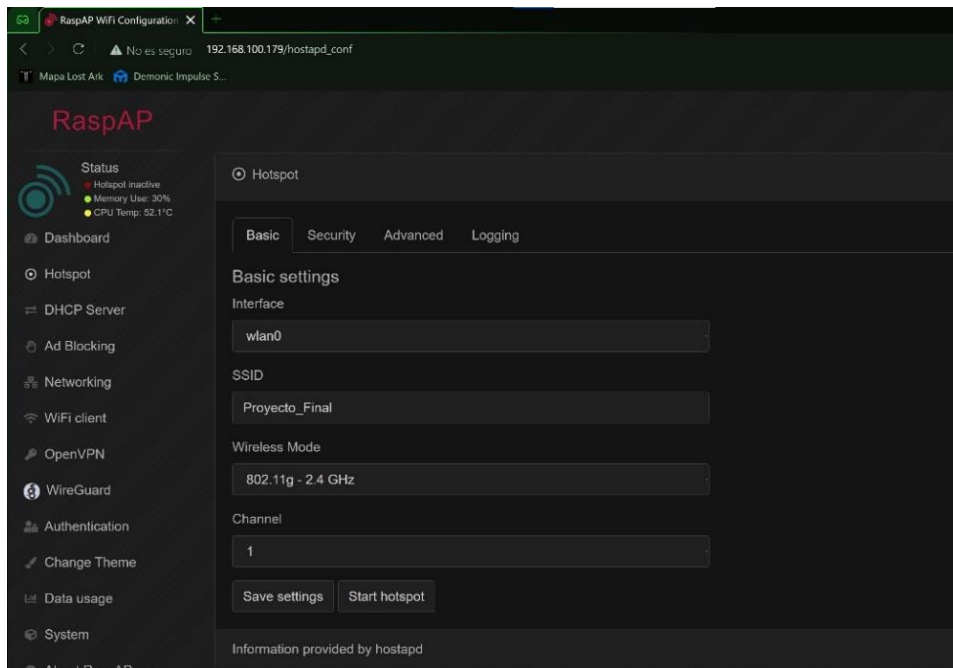 RaspAP WiFi Configuration
No es seguro 192.168.100.179/hostapd_conf
Mapa Lost Ark Demonic Impulse S...
RaspAP
Status
Hotspot inactive
Memory Use: 30%
CPU Temp: 52.1°C
Dashboard
Hotspot
DHCP Server
Ad Blocking
Networking
WiFi client
OpenVPN
WireGuard
Authentication
Change Theme
Data usage
System
About RaspAP
Hotspot
Basic Security Advanced Logging
Basic settings
Interface
wlan0
SSID
Proyecto_Final
Wireless Mode
802.11g - 2.4 GHz
Channel
1
Save settings Start hotspot
Information provided by hostapd